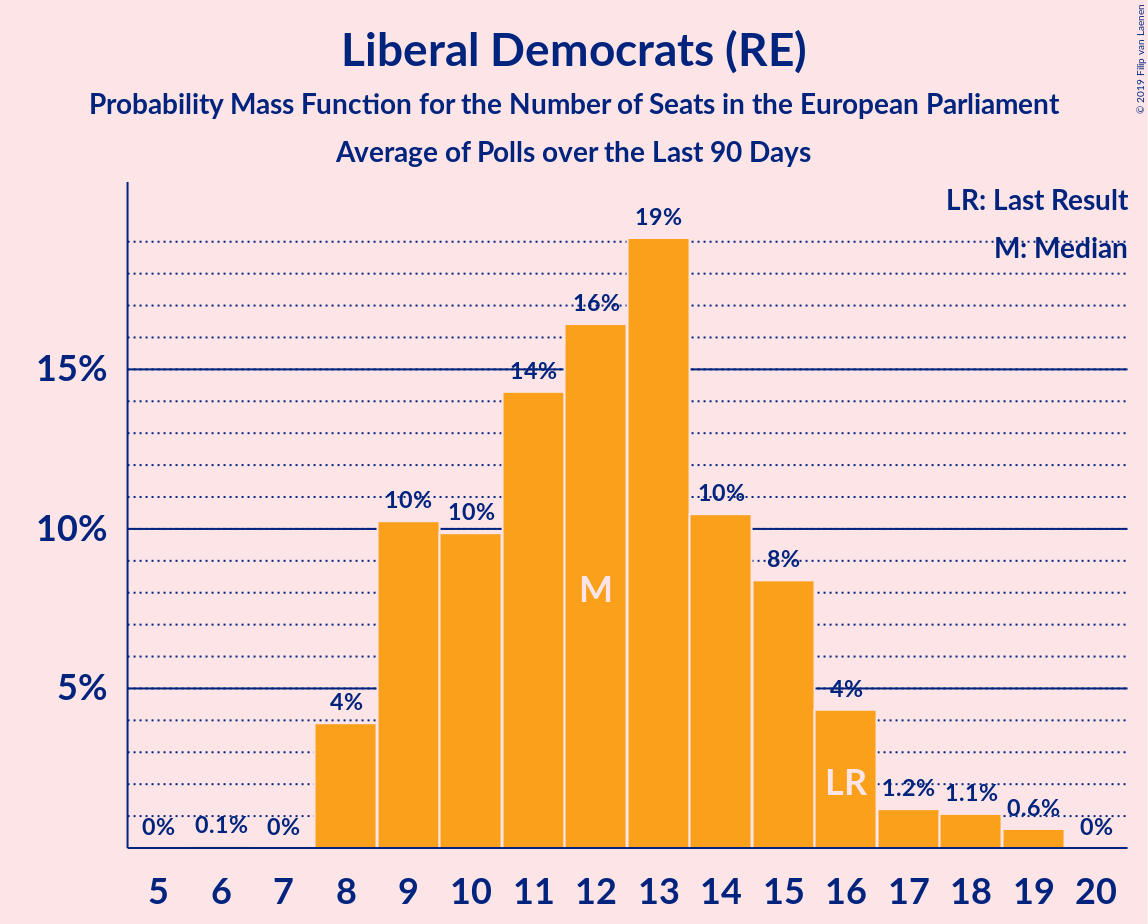 Liberal Democrats (RE)
Probability Mass Function for the Number of Seats in the European Parliament
Average of Polls over the Last 90 Days
© 2019 Filip van Laenen
LR: Last Result
M: Median
15%
10%
5%
0%
0.1%
0%
4%
10%
10%
14%
16%
19%
10%
8%
4%
1.2%
1.1%
0.6%
0%
M
LR
5 6 7 8 9 10 11 12 13 14 15 16 17 18 19 20